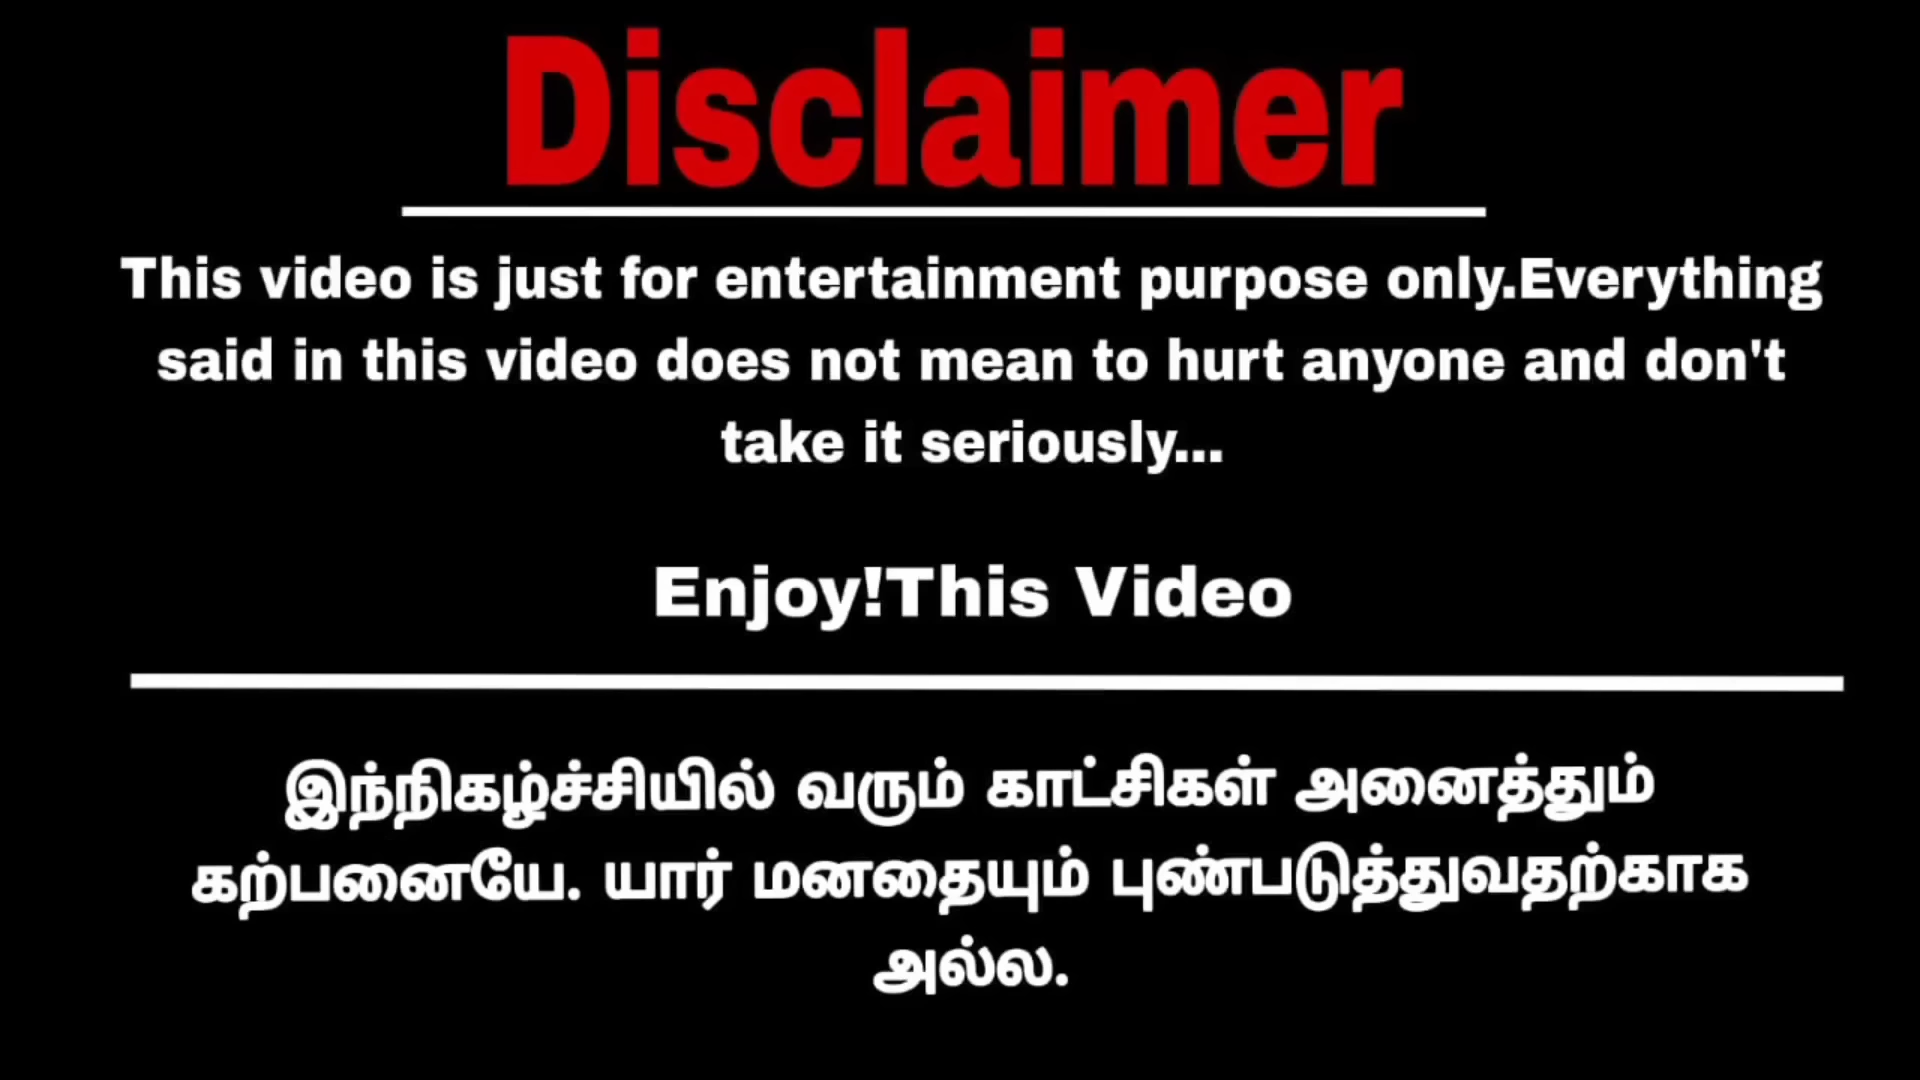 Disclaimer
This video is just for entertainment purpose only.Everything
said in this video does not mean to hurt anyone and don't
take it seriously...
Enjoy!This Video
இந்நிகழ்ச்சியில் வரும் காட்சிகள் அனைத்தும்
கற்பனையே. யார் மனதையும் புண்படுத்துவதற்காக
அல்ல.